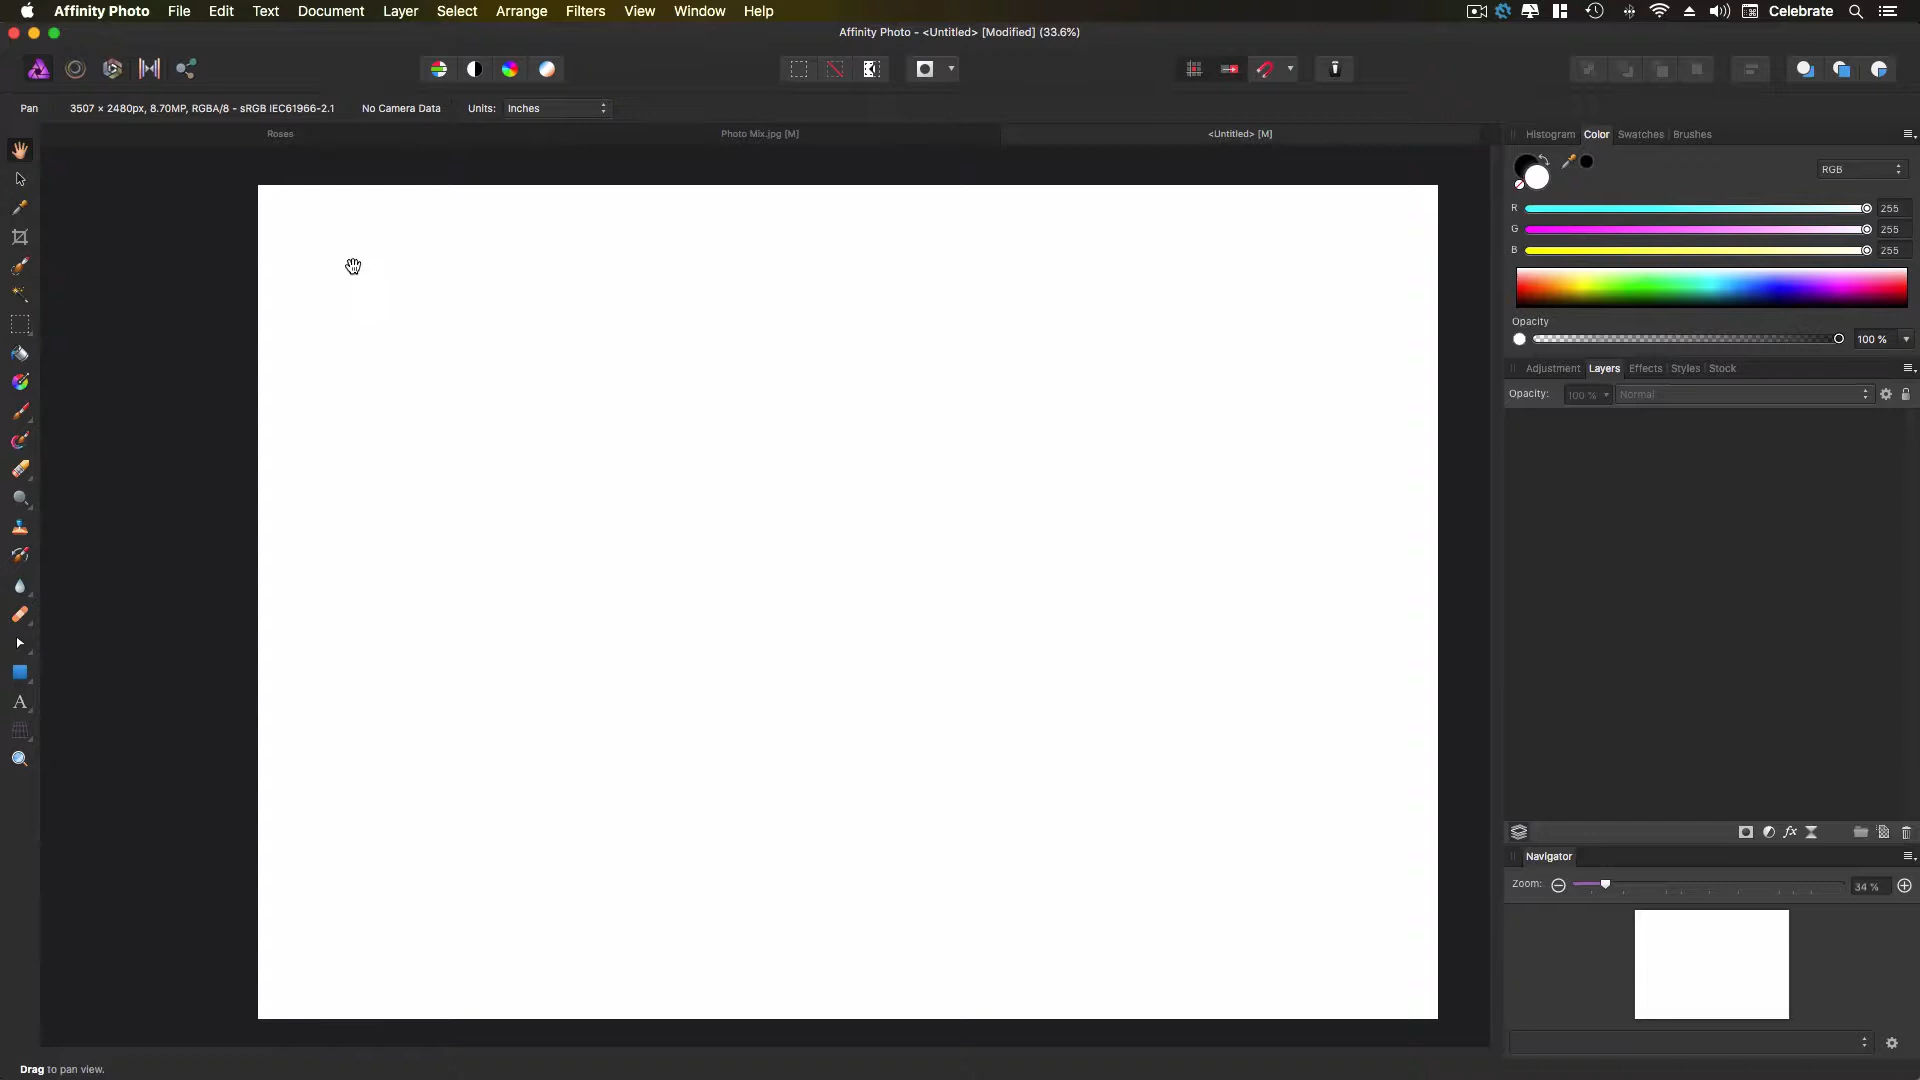 Affinity Photo File Edit Text Document Layer Select Arrange Filters View Window Help Celebrate
Affinity Photo - <Untitled> [Modified] (33.6%)
Pan 3507 × 2480px, 8.70MP, RGBA/8 - sRGB IEC61966-2.1 No Camera Data Units: Inches
Roses Photo Mix.jpg [M] <Untitled> [M]
Histogram Color Swatches Brushes
RGB
R 255
G 255
B 255
Opacity
100 %
Adjustment Layers Effects Styles Stock
Opacity: 100 % Normal
Navigator
Zoom: 34 %
Drag to pan view.